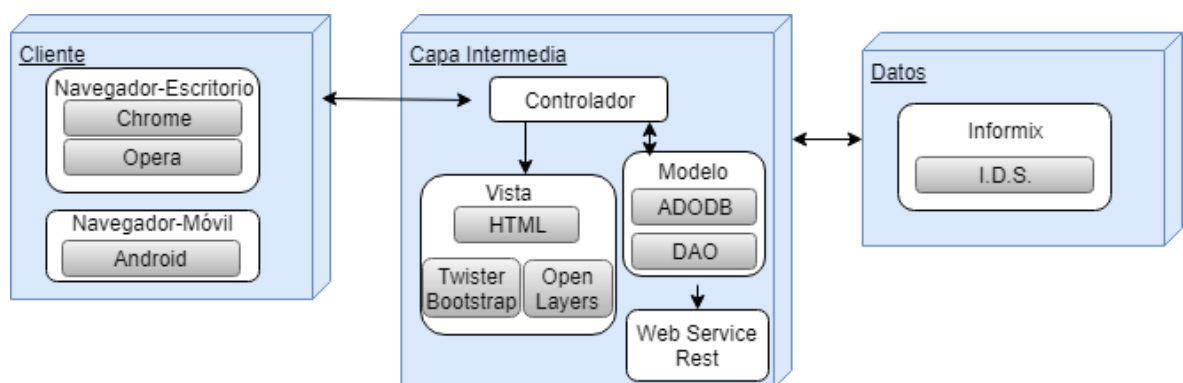 Cliente
Navegador-Escritorio
Chrome
Opera
Navegador-Móvil
Android
Capa Intermedia
Controlador
Vista
HTML
Twister
Bootstrap
Open
Layers
Modelo
ADODB
DAO
Web Service
Rest
Datos
Informix
I.D.S.